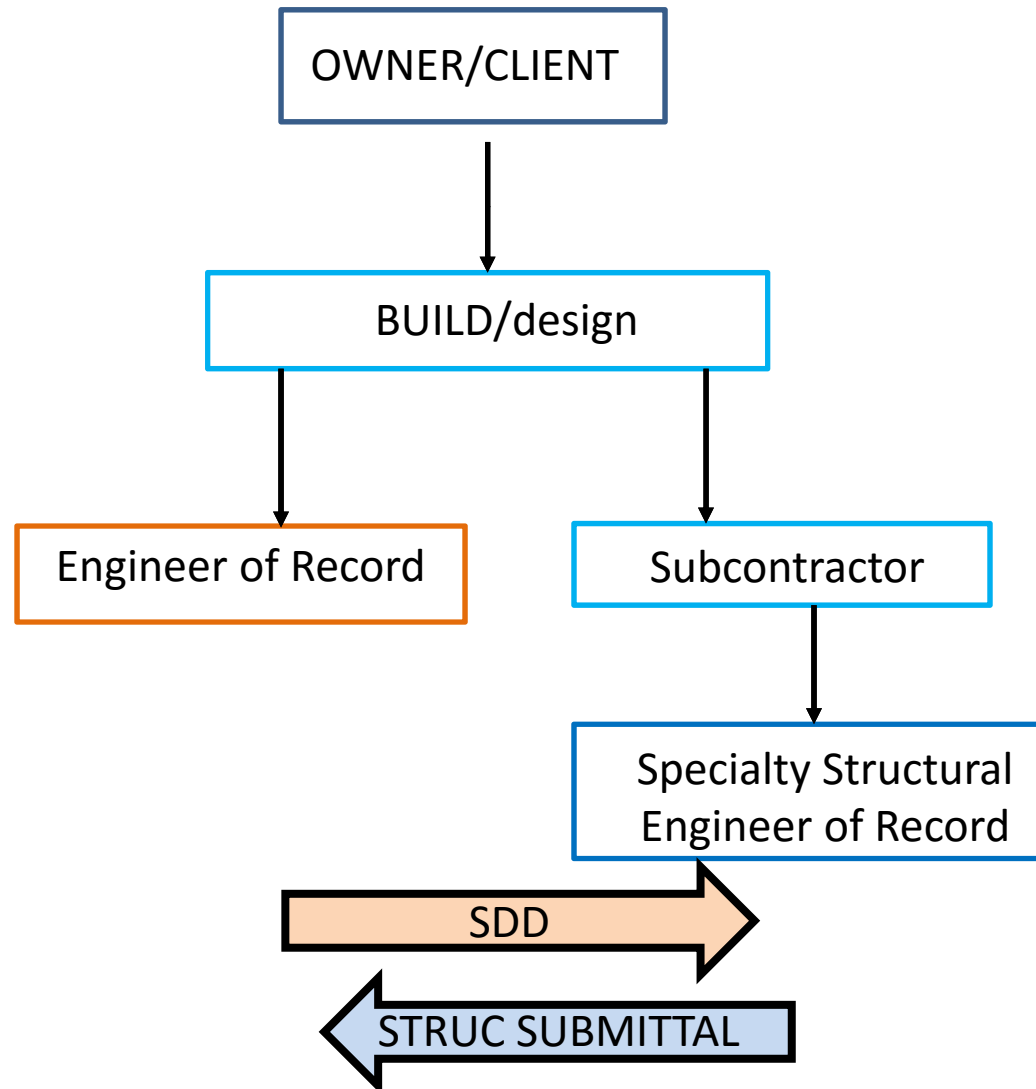 OWNER/CLIENT
BUILD/design
Engineer of Record
Subcontractor
Specialty Structural
Engineer of Record
SDD
STRUC SUBMITTAL